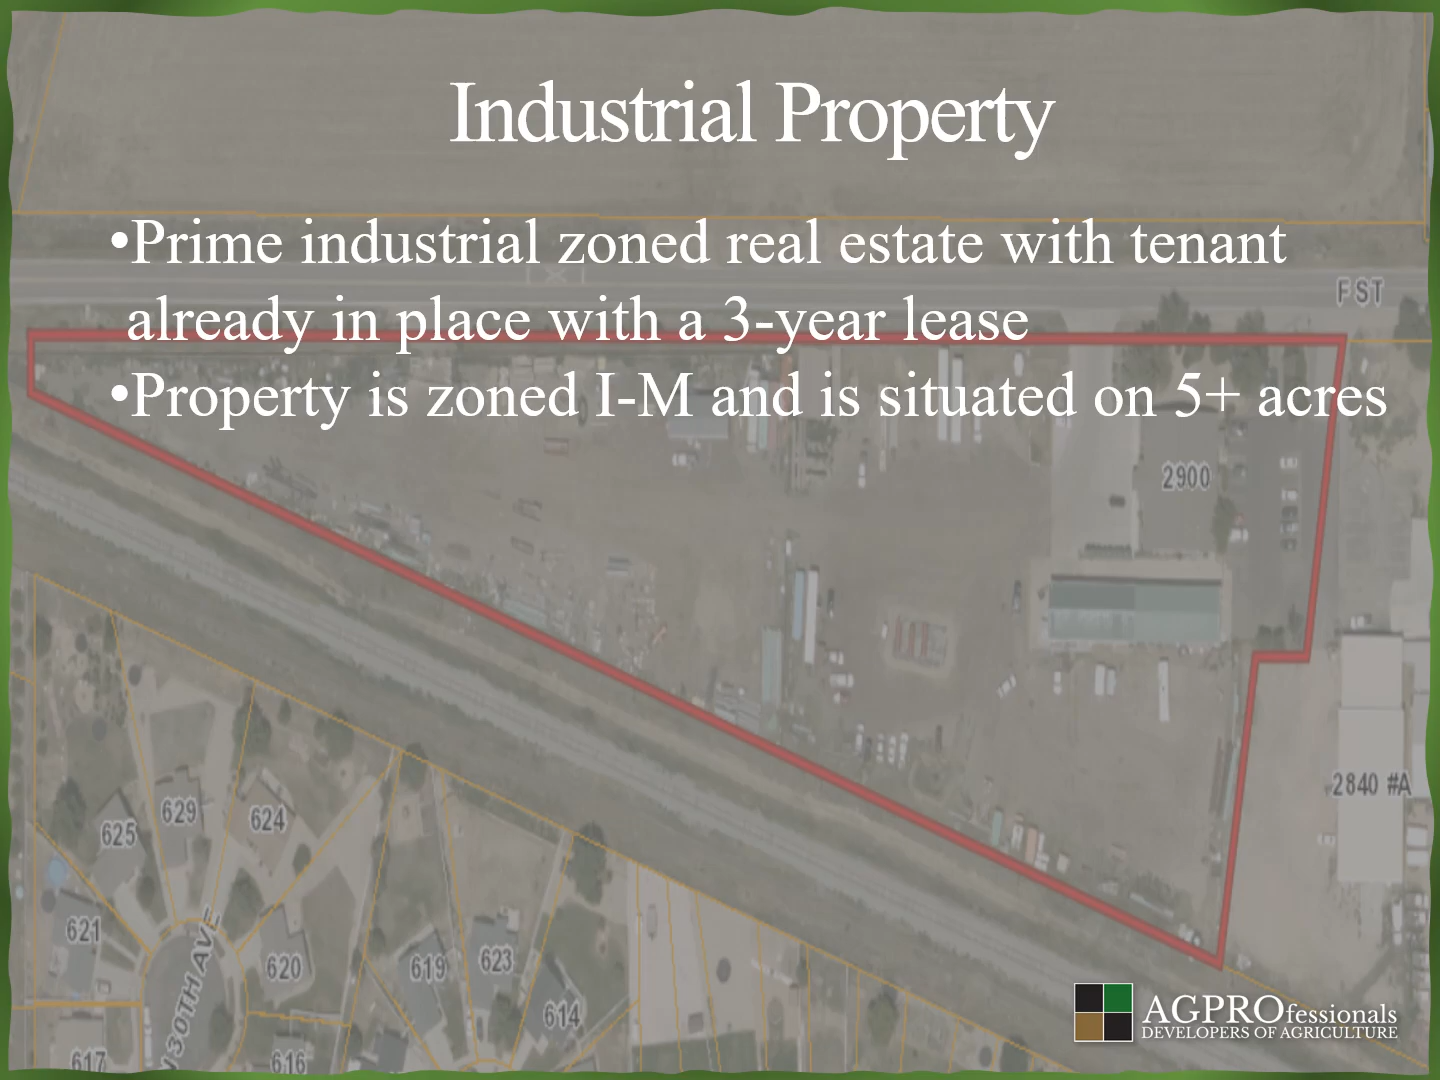 Industrial Property
•Prime industrial zoned real estate with tenant
already in place with a 3-year lease
•Property is zoned I-M and is situated on 5+ acres
F ST
2900
2840 #A
629
625
624
621
620
619
623
614
617
616
N 30TH AVE
AGPROfessionals
DEVELOPERS OF AGRICULTURE